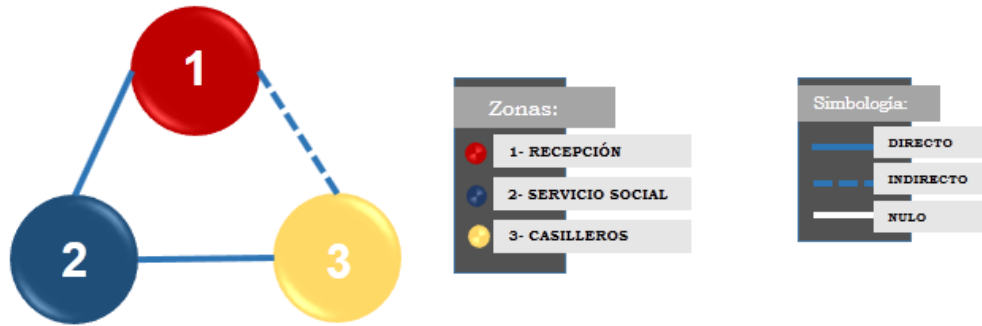 1
2
3
Zonas:
1- RECEPCIÓN
2- SERVICIO SOCIAL
3- CASILLEROS
Simbología:
DIRECTO
INDIRECTO
NULO